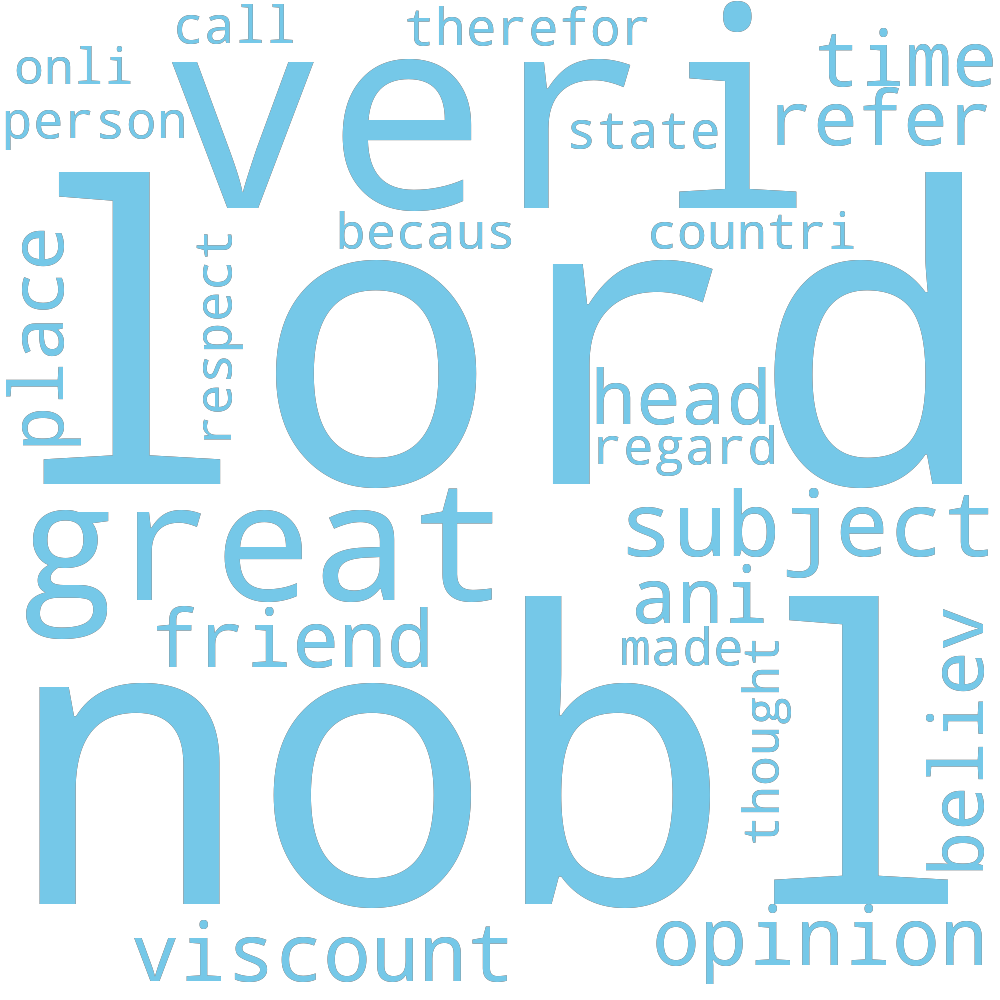 call
therefor
onli
time
person
veri
state
refer
becaus
countri
place
respect
lord
head
regard
great
subject
friend
ani
made
thought
believ
nobl
viscount
opinion